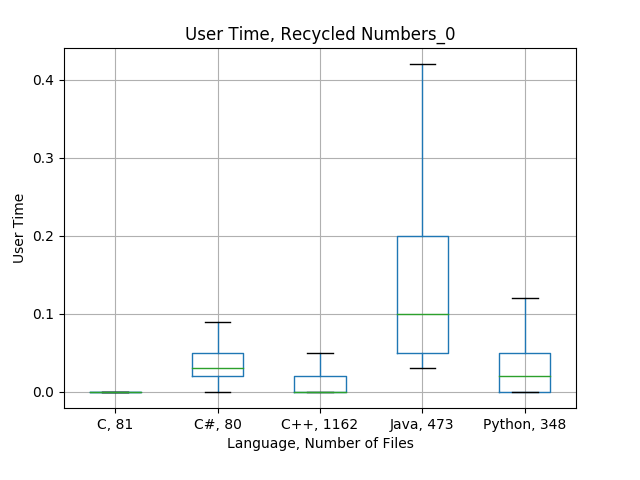 User Time, Recycled Numbers_0
0.4
0.3
0.2
0.1
0.0
User Time
C, 81
C#, 80
C++, 1162
Java, 473
Python, 348
Language, Number of Files